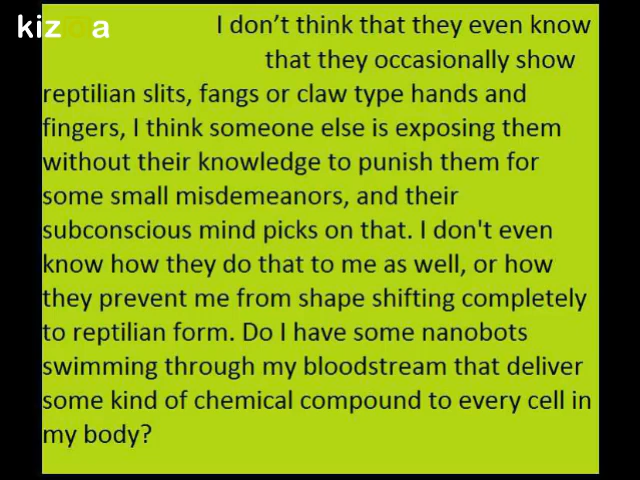 kizoa
I don’t think that they even know
that they occasionally show
reptilian slits, fangs or claw type hands and
fingers, I think someone else is exposing them
without their knowledge to punish them for
some small misdemeanors, and their
subconscious mind picks on that. I don't even
know how they do that to me as well, or how
they prevent me from shape shifting completely
to reptilian form. Do I have some nanobots
swimming through my bloodstream that deliver
some kind of chemical compound to every cell in
my body?